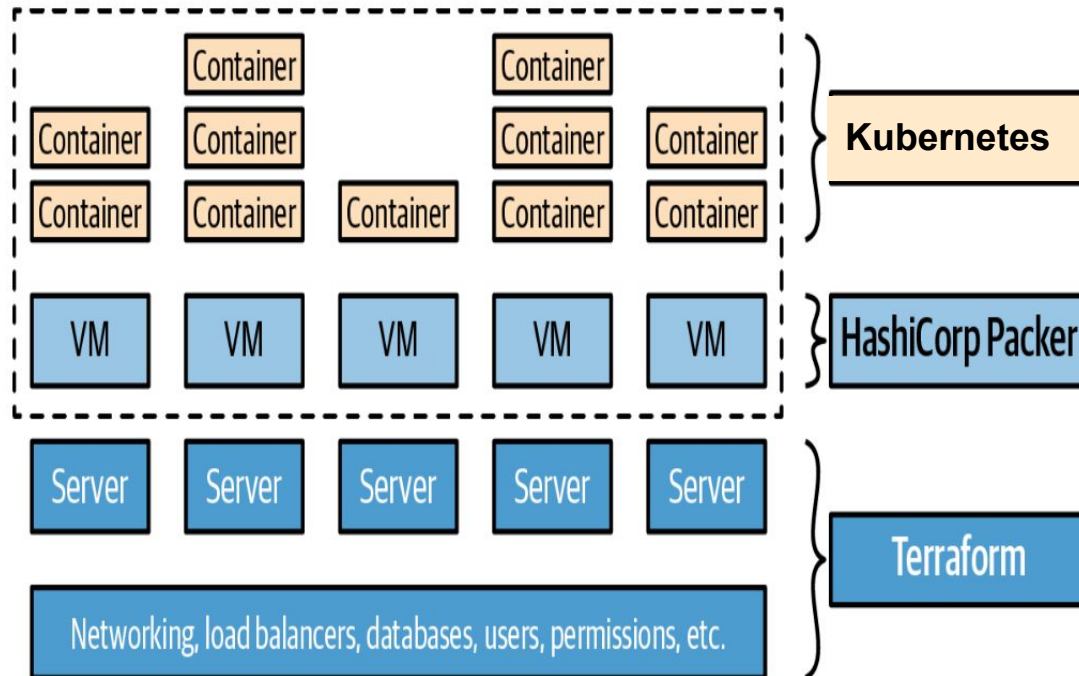 Container Container
Container Container Container Container
Kubernetes
Container Container Container Container Container
VM VM VM VM VM
HashiCorp Packer
Server Server Server Server Server
Terraform
Networking, load balancers, databases, users, permissions, etc.